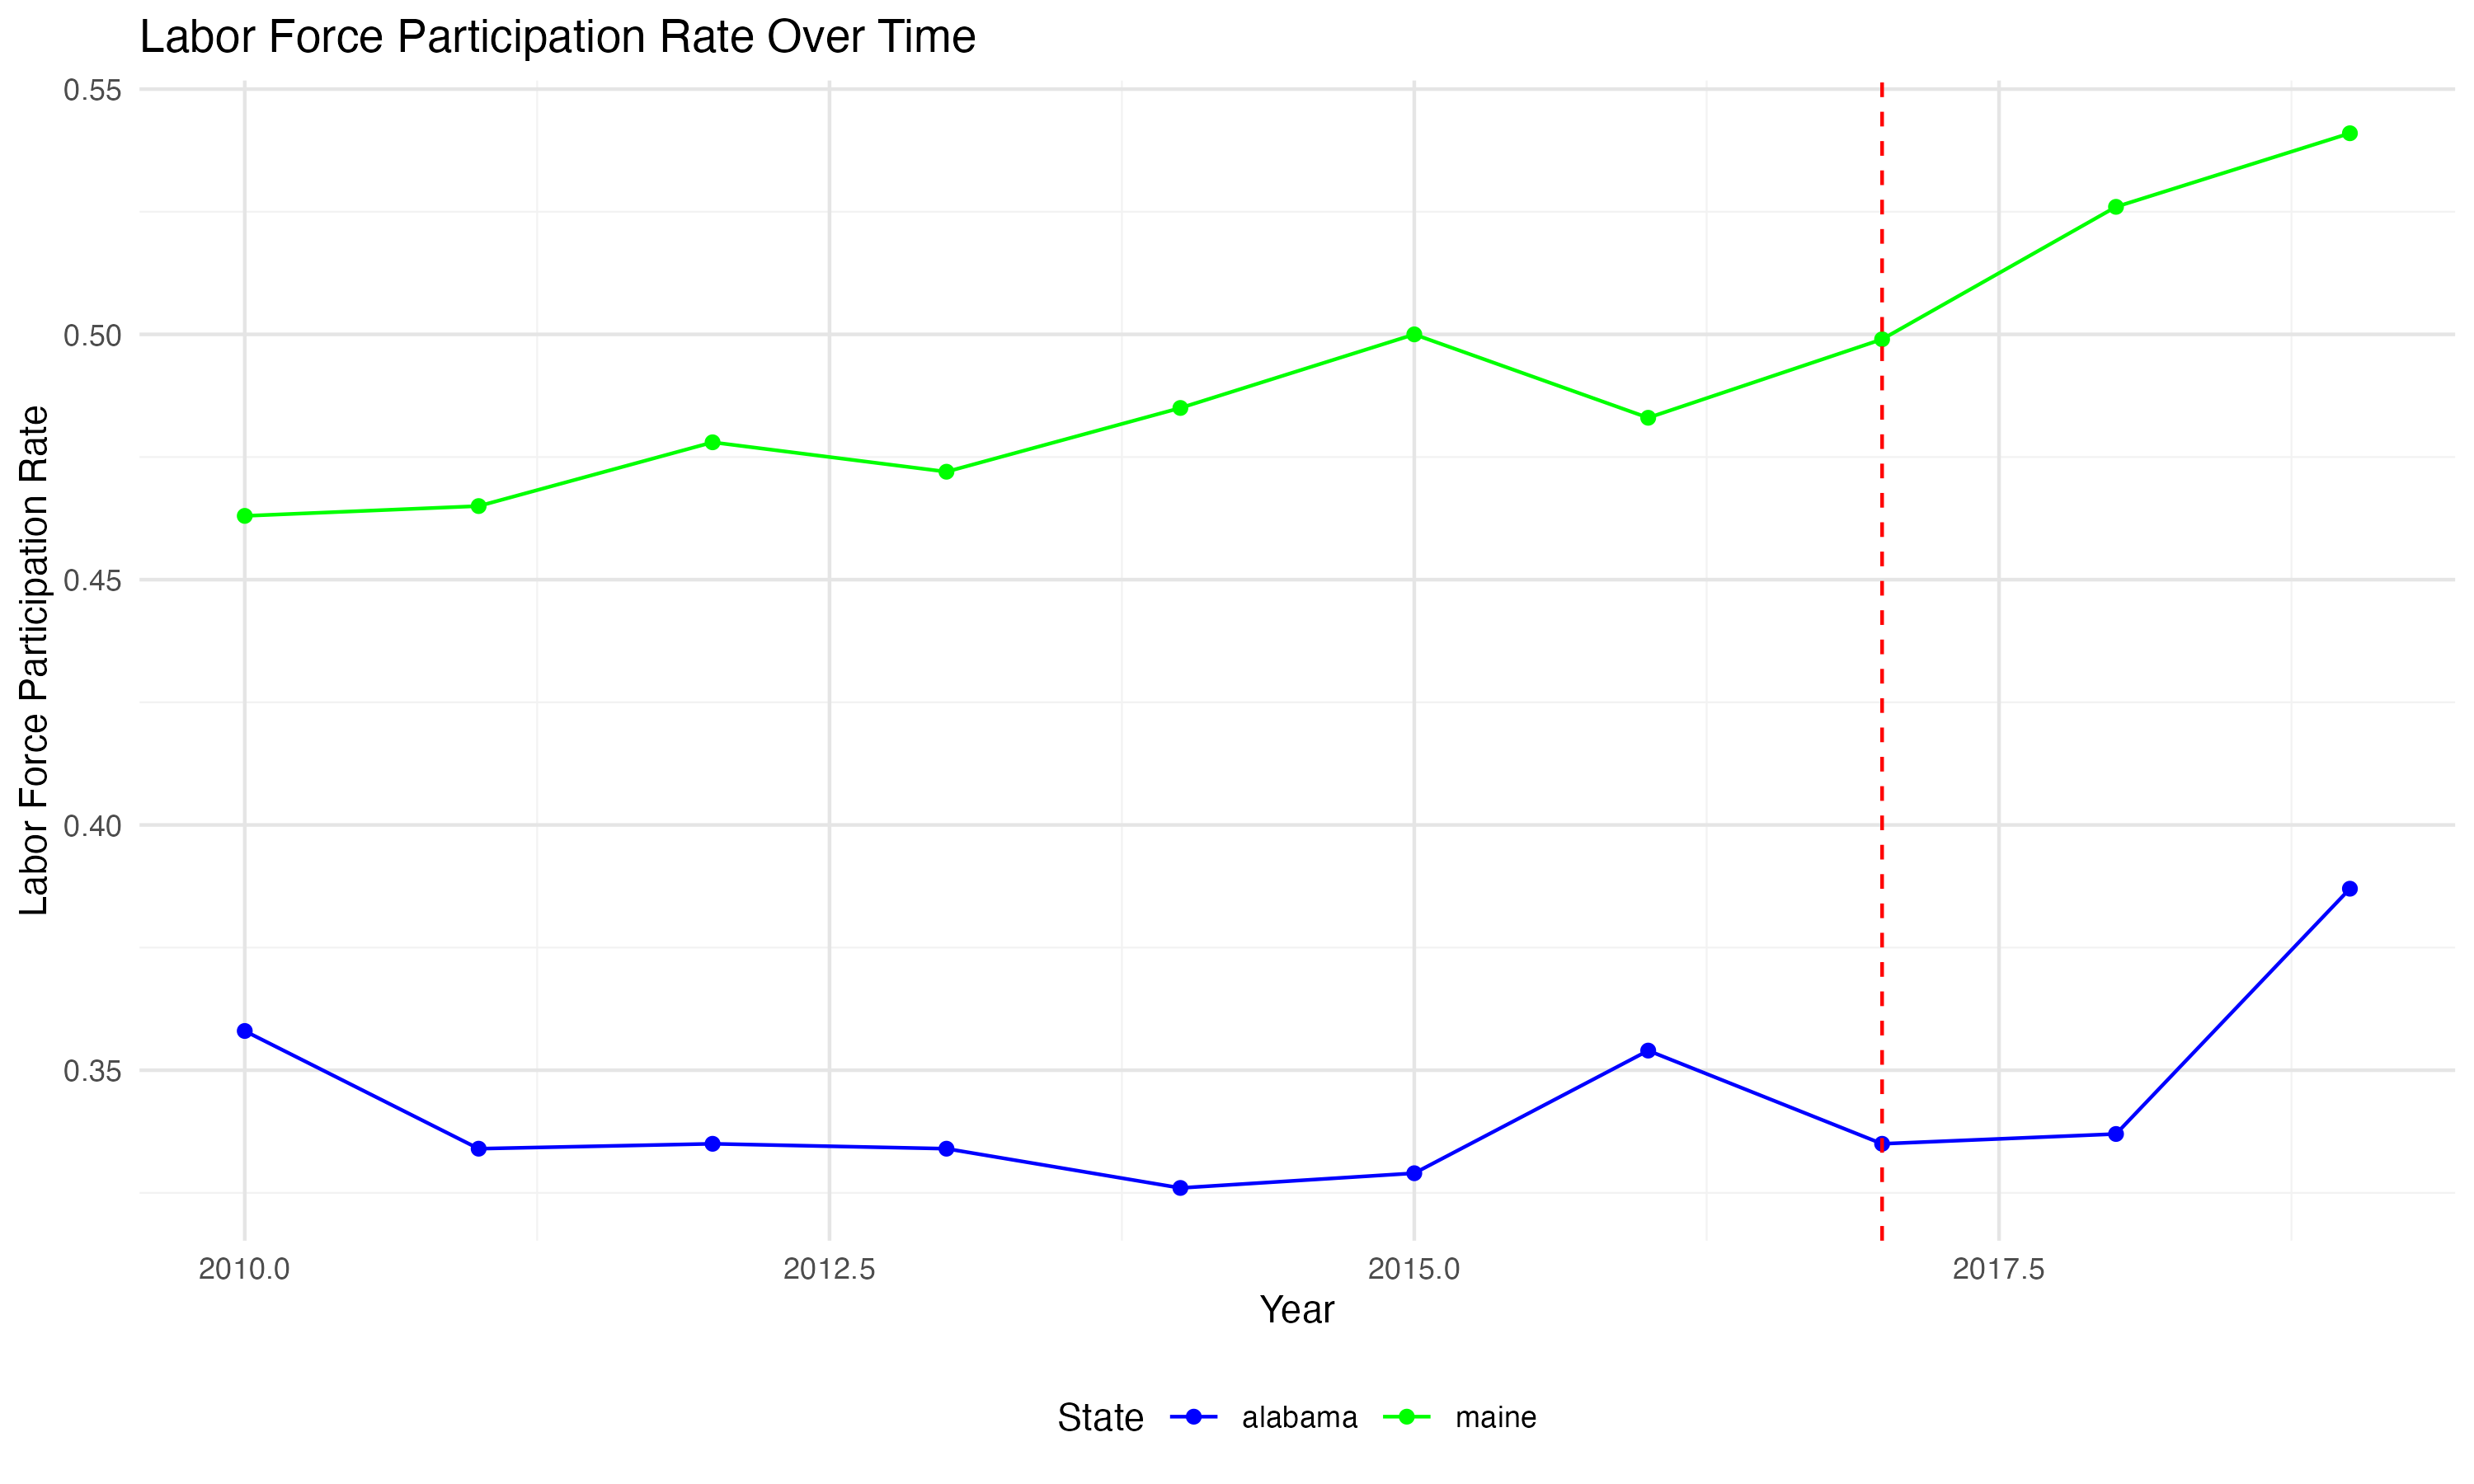 Labor Force Participation Rate Over Time
Labor Force Participation Rate
0.55
0.50
0.45
0.40
0.35
2010.0 2012.5 2015.0 2017.5
Year
State alabama maine